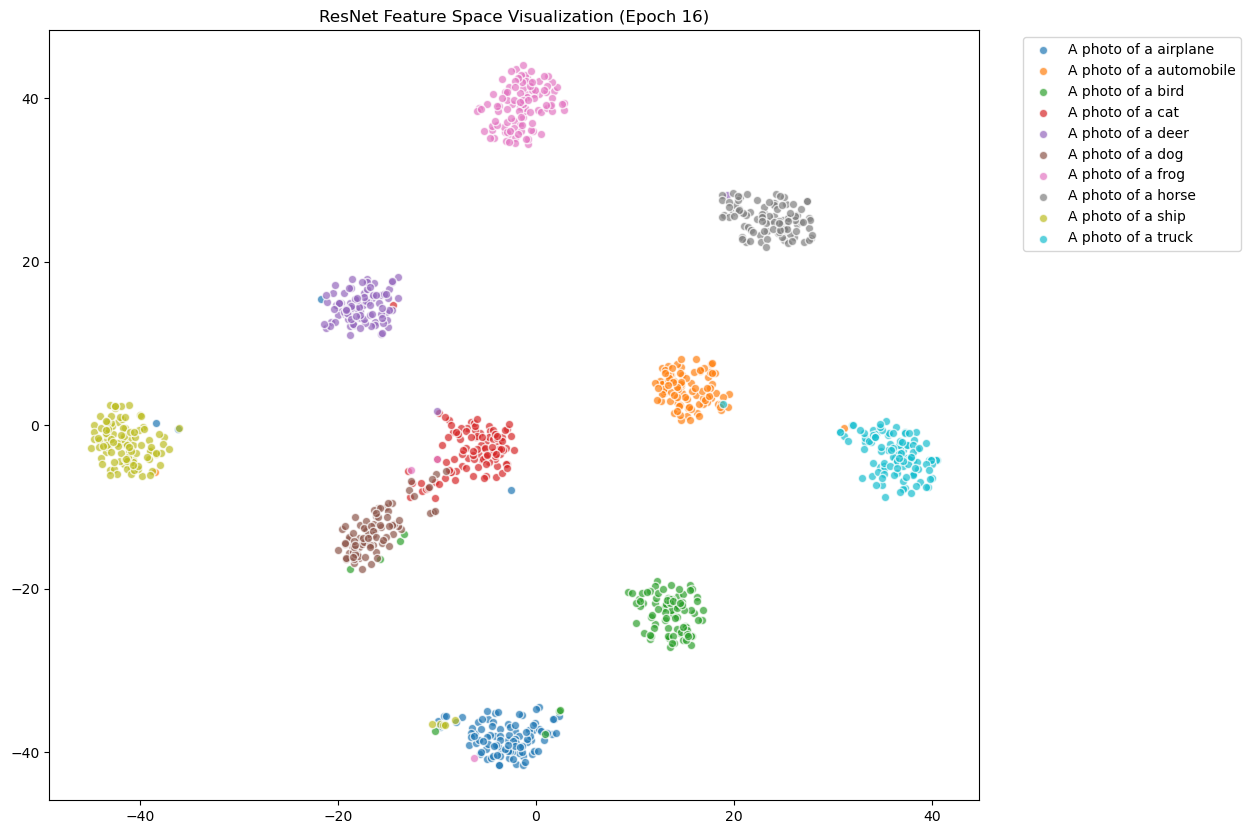 ResNet Feature Space Visualization (Epoch 16)
A photo of a airplane
A photo of a automobile
A photo of a bird
A photo of a cat
A photo of a deer
A photo of a dog
A photo of a frog
A photo of a horse
A photo of a ship
A photo of a truck
40
20
0
−20
−40
−40 −20 0 20 40